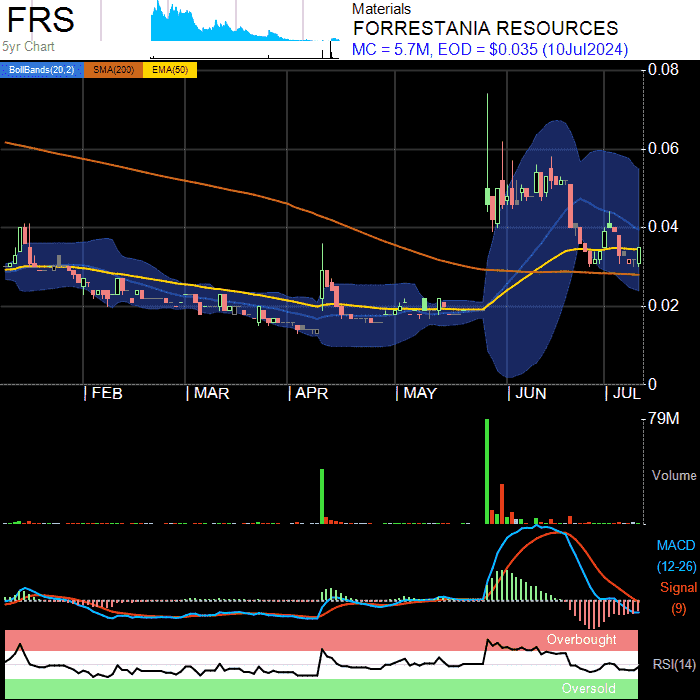 FRS
5yr Chart
Materials
FORRESTANIA RESOURCES
MC = 5.7M, EOD = $0.035 (10Jul2024)
BollBands(20,2) SMA(200) EMA(50)
0.08
0.06
0.04
0.02
0
FEB MAR APR MAY JUN JUL
79M
Volume
MACD
(12-26)
Signal
(9)
Overbought
RSI(14)
Oversold